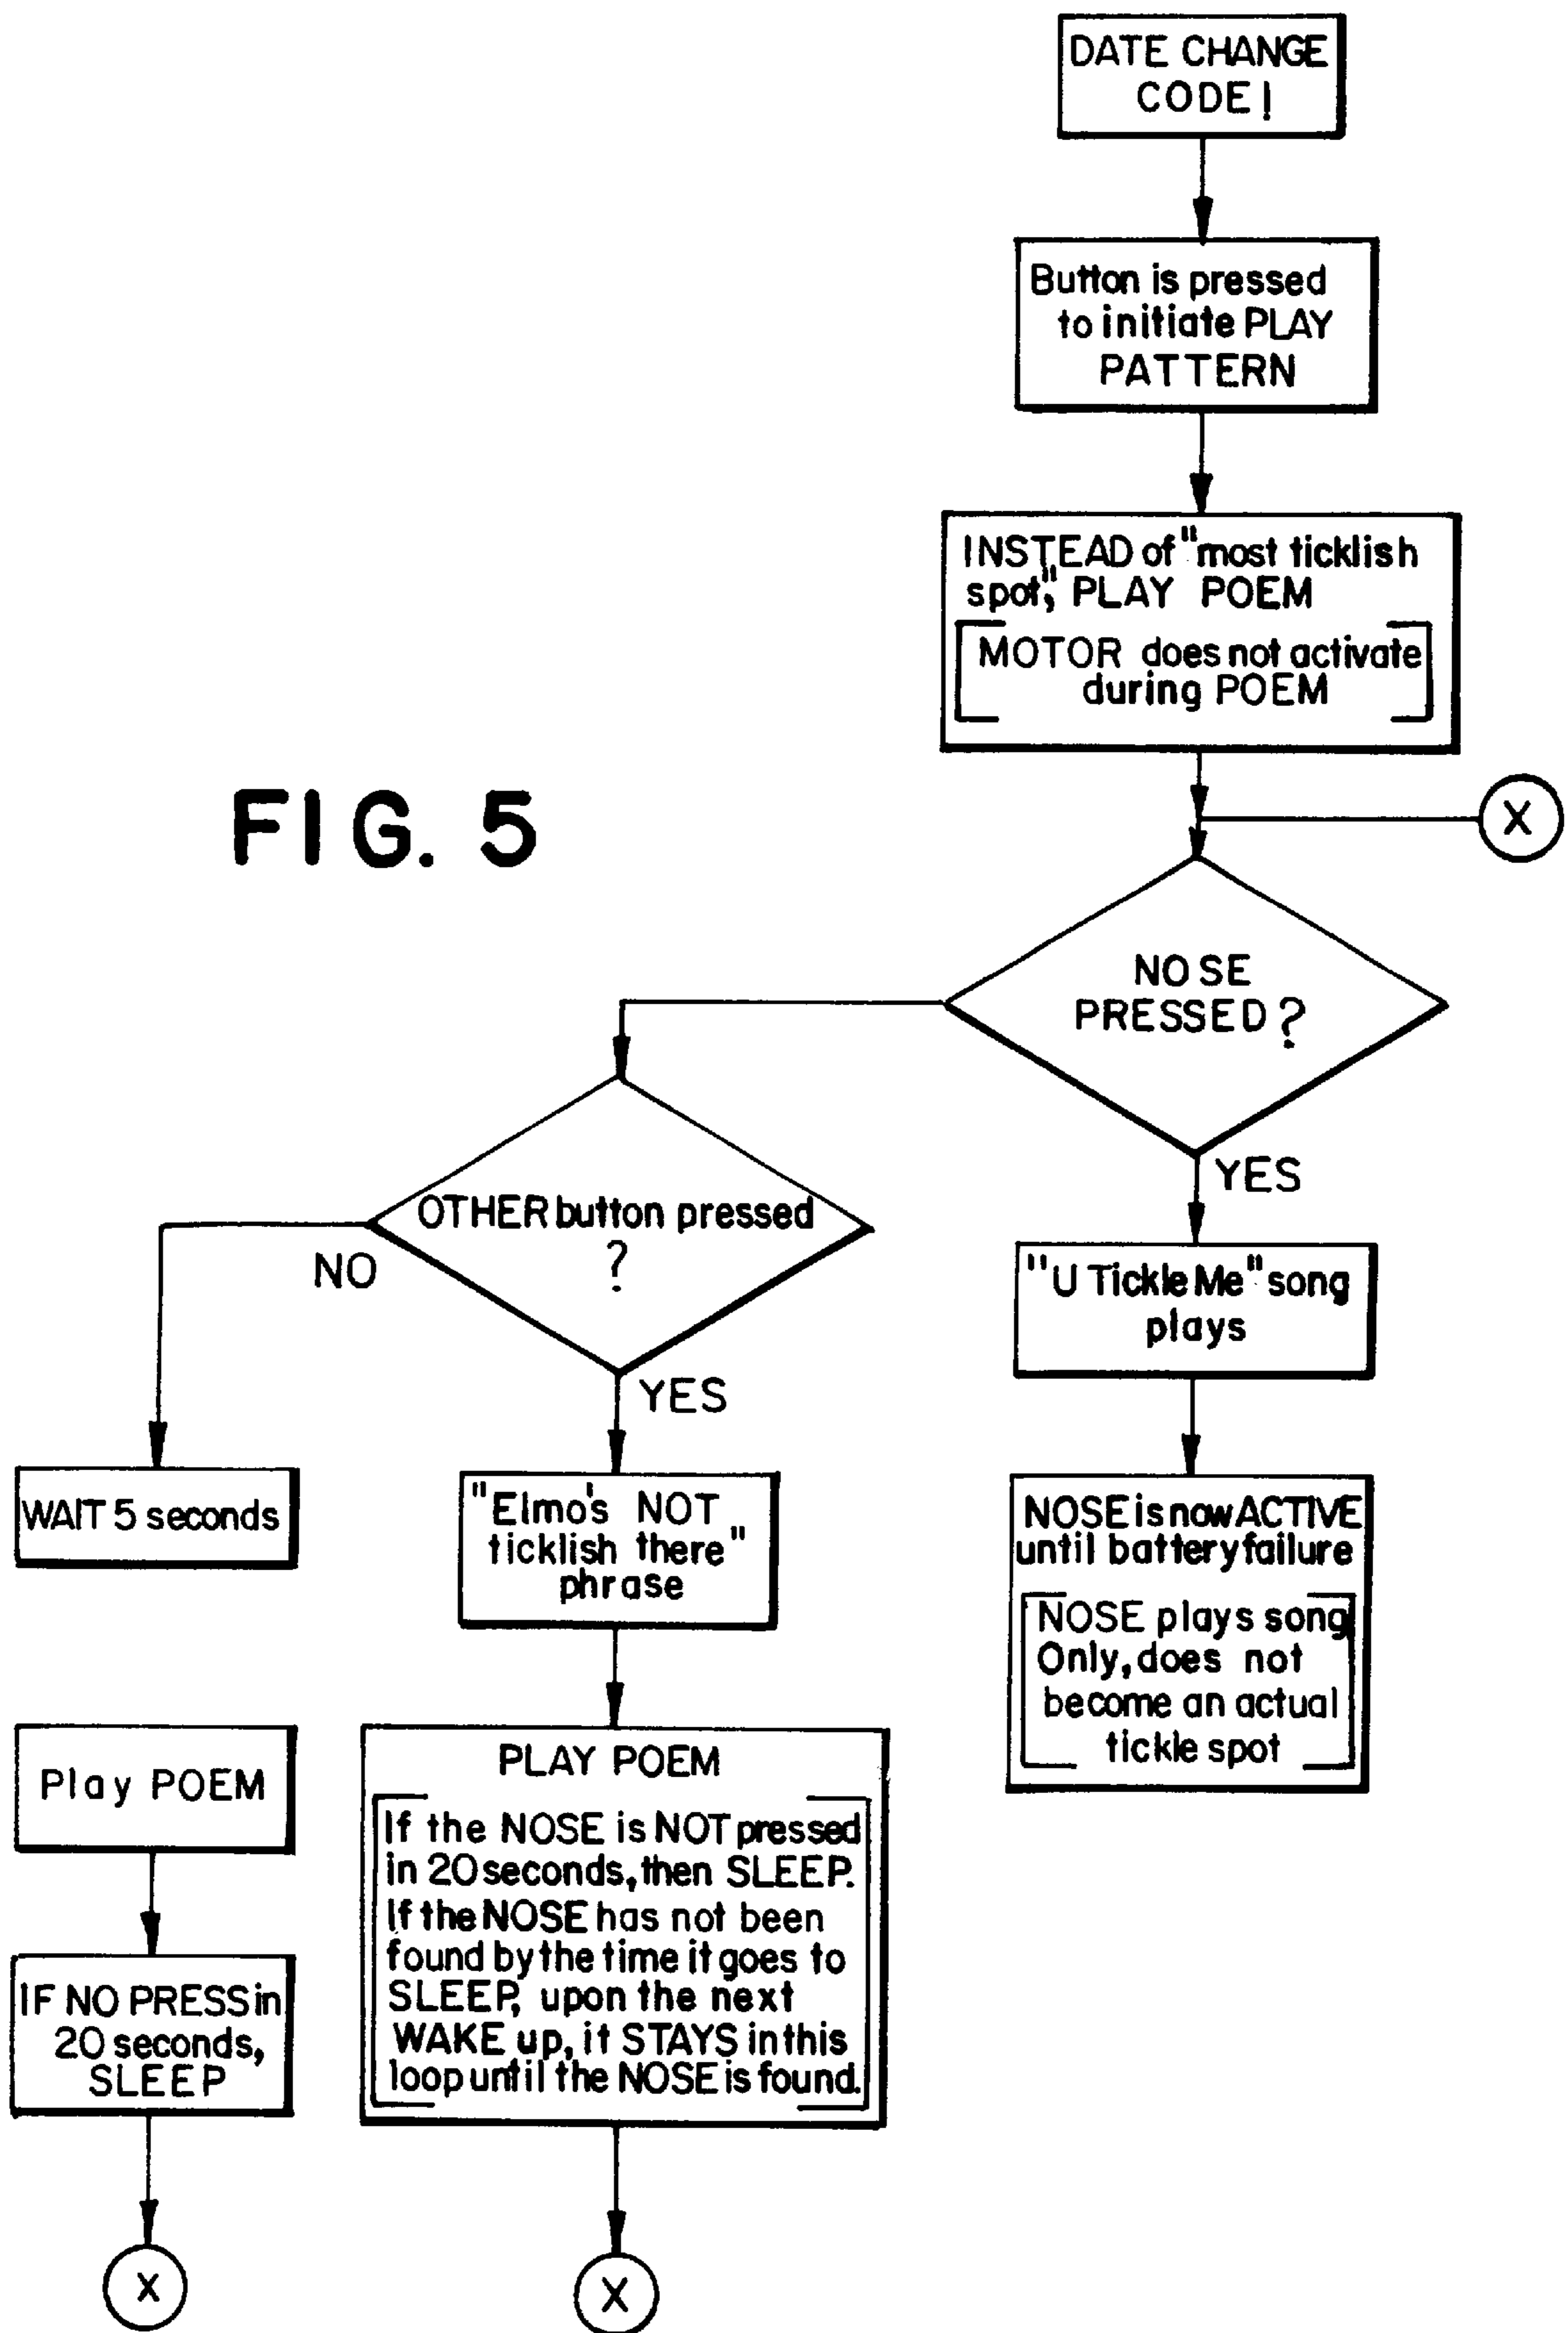 DATE CHANGE
CODE!
Button is pressed
to initiate PLAY
PATTERN
INSTEAD of "most ticklish
spot", PLAY POEM
MOTOR does not activate
during POEM
FIG. 5
X
NOSE
PRESSED?
YES
"U Tickle Me" song
plays
NOSE is now ACTIVE
until battery failure
NOSE plays song
Only, does not
become an actual
tickle spot
OTHER button pressed
?
NO
YES
WAIT 5 seconds
"Elmo's NOT
ticklish there"
phrase
Play POEM
IF NO PRESS in
20 seconds,
SLEEP
X
PLAY POEM
If the NOSE is NOT pressed
in 20 seconds, then SLEEP.
If the NOSE has not been
found by the time it goes to
SLEEP, upon the next
WAKE up, it STAYS in this
loop until the NOSE is found.
X